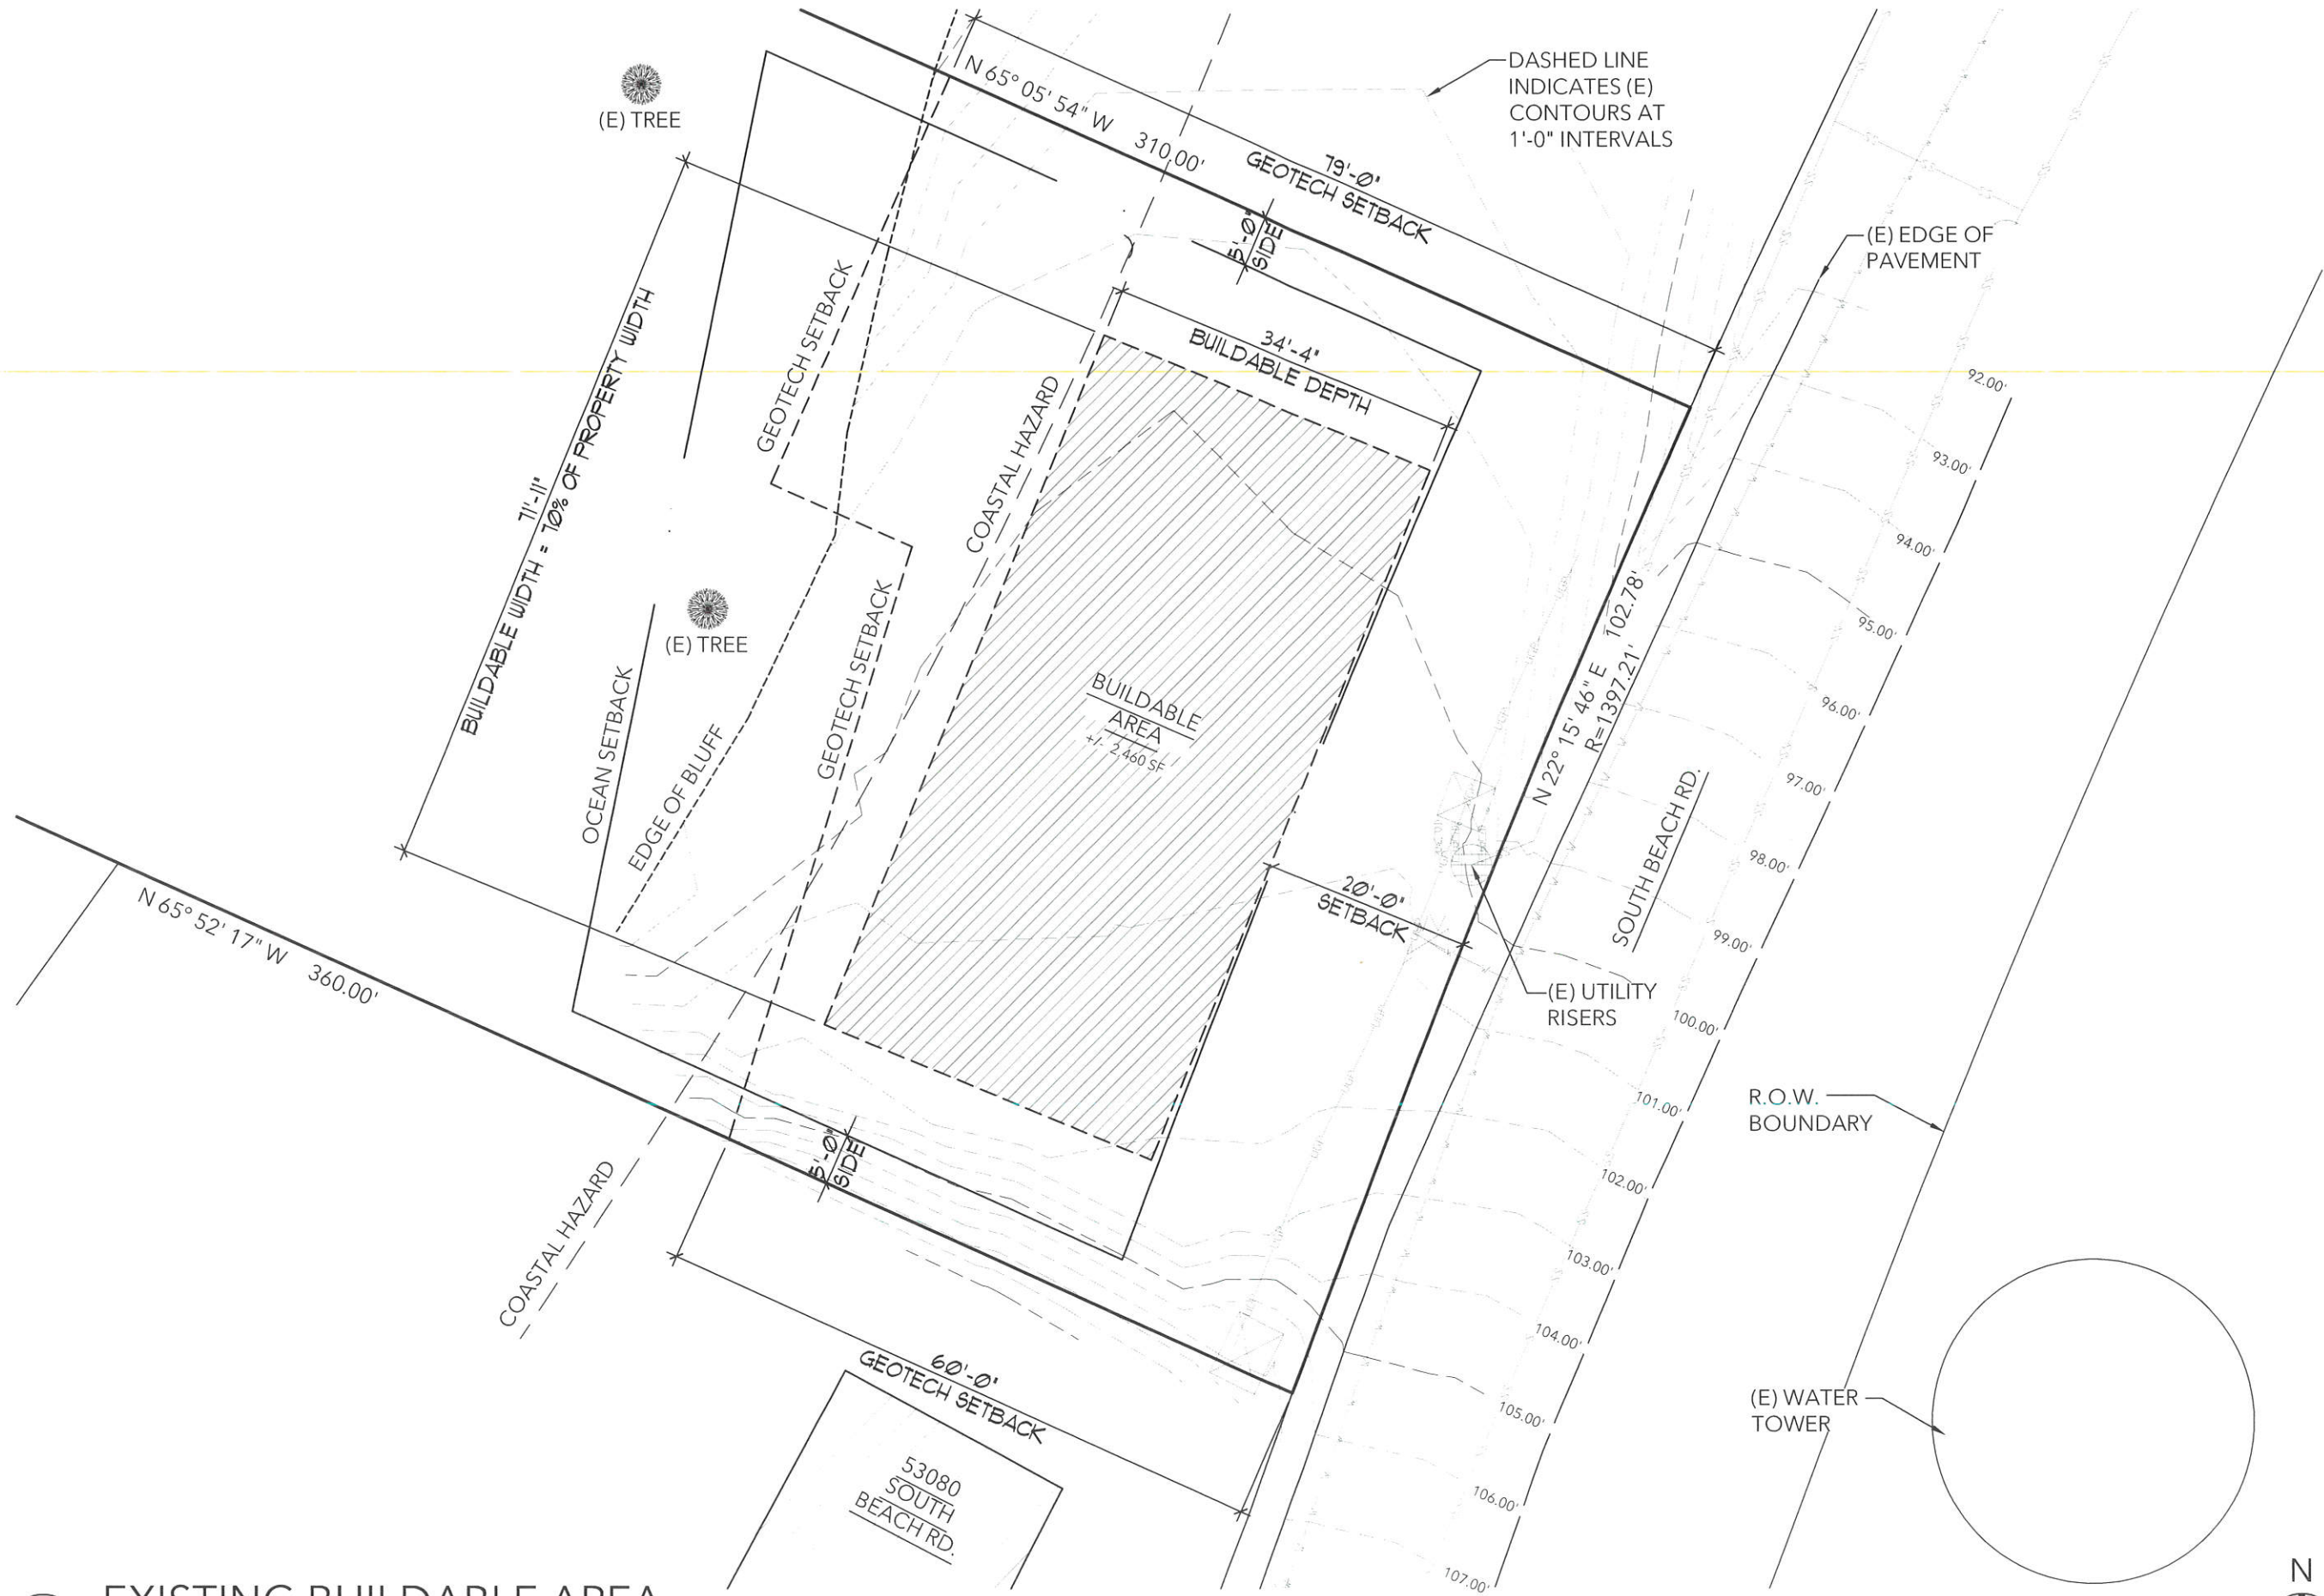 DASHED LINE
INDICATES (E)
CONTOURS AT
1'-0" INTERVALS
(E) TREE
N 65° 05' 54" W 310.00'
79'-0"
GEOTECH SETBACK
5'-0"
SIDE
(E) EDGE OF
PAVEMENT
GEOTECH SETBACK
34'-4"
BUILDABLE DEPTH
COASTAL HAZARD
71'-11"
BUILDABLE WIDTH = 70% OF PROPERTY WIDTH
92.00'
93.00'
94.00'
95.00'
96.00'
97.00'
98.00'
99.00'
100.00'
101.00'
102.00'
103.00'
104.00'
105.00'
106.00'
107.00'
(E) TREE
OCEAN SETBACK
EDGE OF BLUFF
GEOTECH SETBACK
BUILDABLE
AREA
+/- 2,460 SF
N 22° 15' 46" E 102.78'
R=1397.21'
SOUTH BEACH RD.
20'-0"
SETBACK
(E) UTILITY
RISERS
N 65° 52' 17" W 360.00'
R.O.W.
BOUNDARY
5'-0"
SIDE
COASTAL HAZARD
60'-0"
GEOTECH SETBACK
53080
SOUTH
BEACH RD.
(E) WATER
TOWER
N
EXISTING BUILDABLE AREA